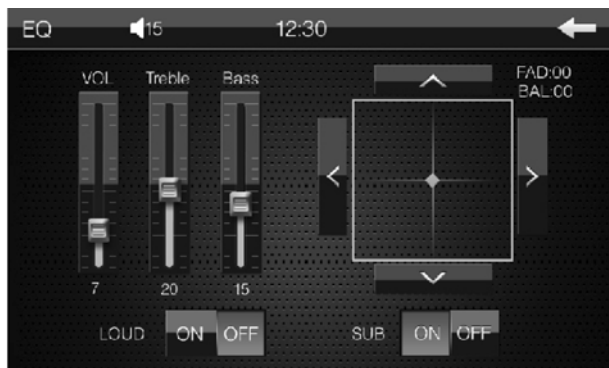 EQ 15 12:30
VOL Treble Bass
FAD:00
BAL:00
7 20 15
LOUD ON OFF SUB ON OFF